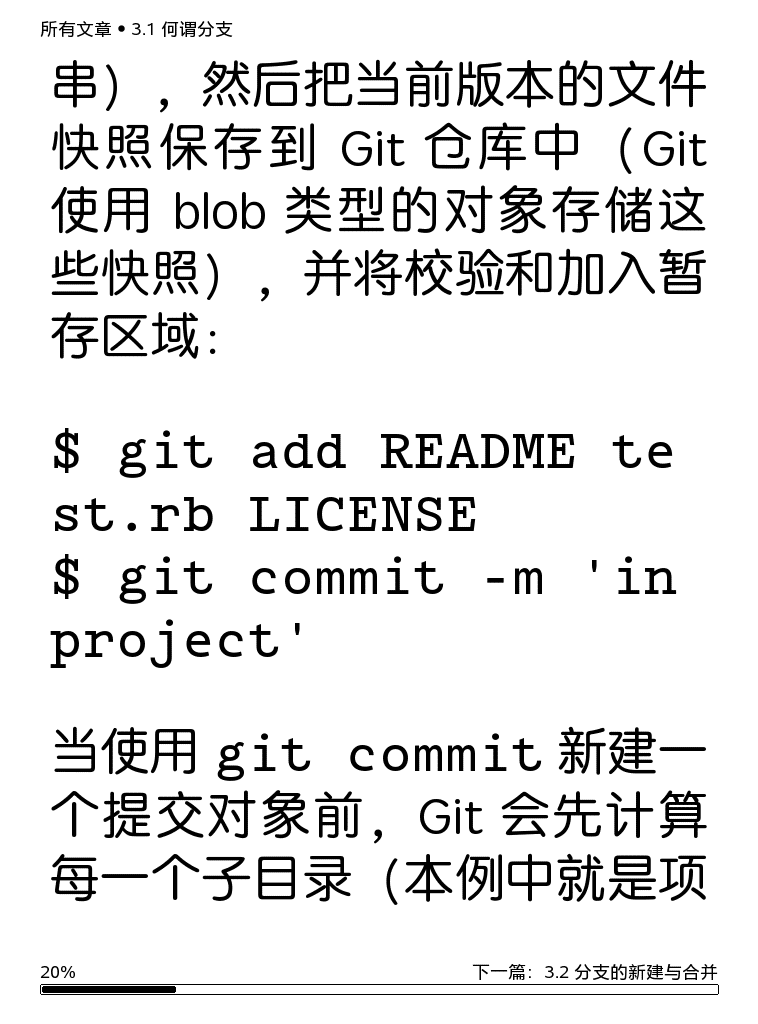 所有文章 • 3.1 何谓分支
串），然后把当前版本的文件
快照保存到 Git 仓库中（Git
使用 blob 类型的对象存储这
些快照），并将校验和加入暂
存区域：
$ git add README te
st.rb LICENSE
$ git commit -m 'in
project'
当使用 git commit 新建一
个提交对象前，Git 会先计算
每一个子目录（本例中就是项
20%
下一篇：3.2 分支的新建与合并